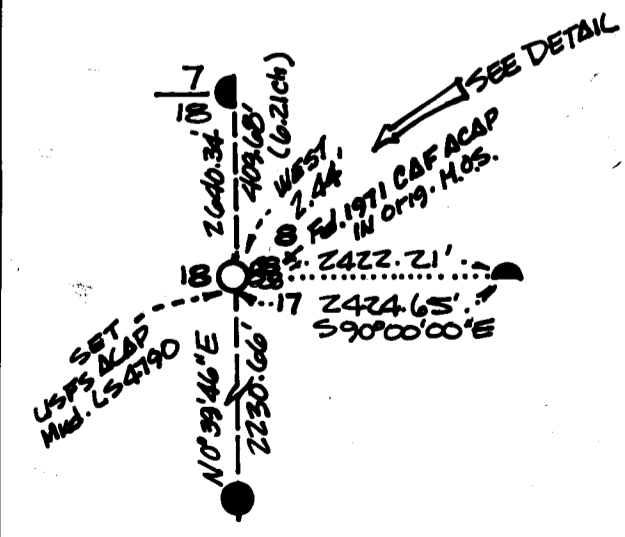 SEE DETAIL
7
18
2640.34'
409.68'
(6.21ch)
WEST
2.44'
8
Fd. 1971 CAF ACAP
IN orig. M.O.S.
18
2422.21'
17
2424.65'
S90°00'00"E
SET
USFS ACAP
Mkd. LS4790
N0°39'46"E
2230.66'